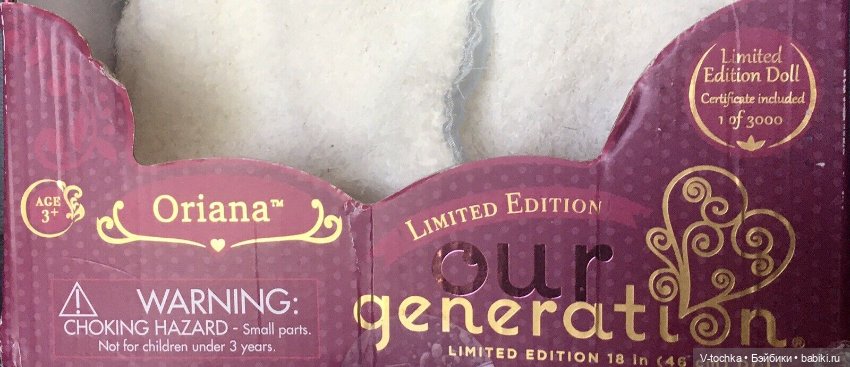 Limited
Edition Doll
Certificate included
1 of 3000
AGE
3+
Oriana™
LIMITED EDITION
our
generation®
WARNING:
CHOKING HAZARD - Small parts.
Not for children under 3 years.
LIMITED EDITION 18 in (46
V-tochka • Бэйбики • babiki.ru